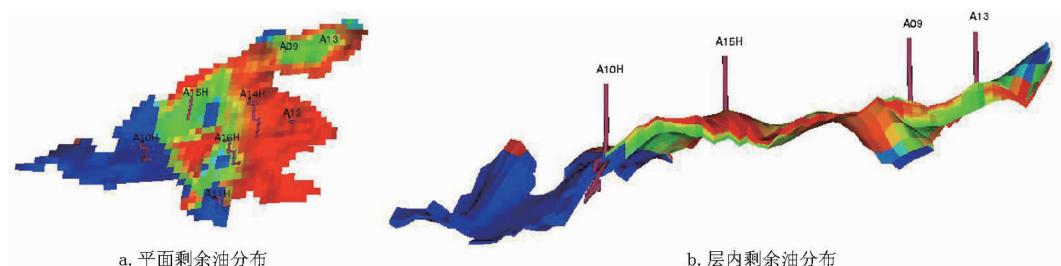 A09 A13
A15H A14H
A12
A10H A16H
A11H
a. 平面剩余油分布
A10H
A15H
A09
A13
b. 层内剩余油分布